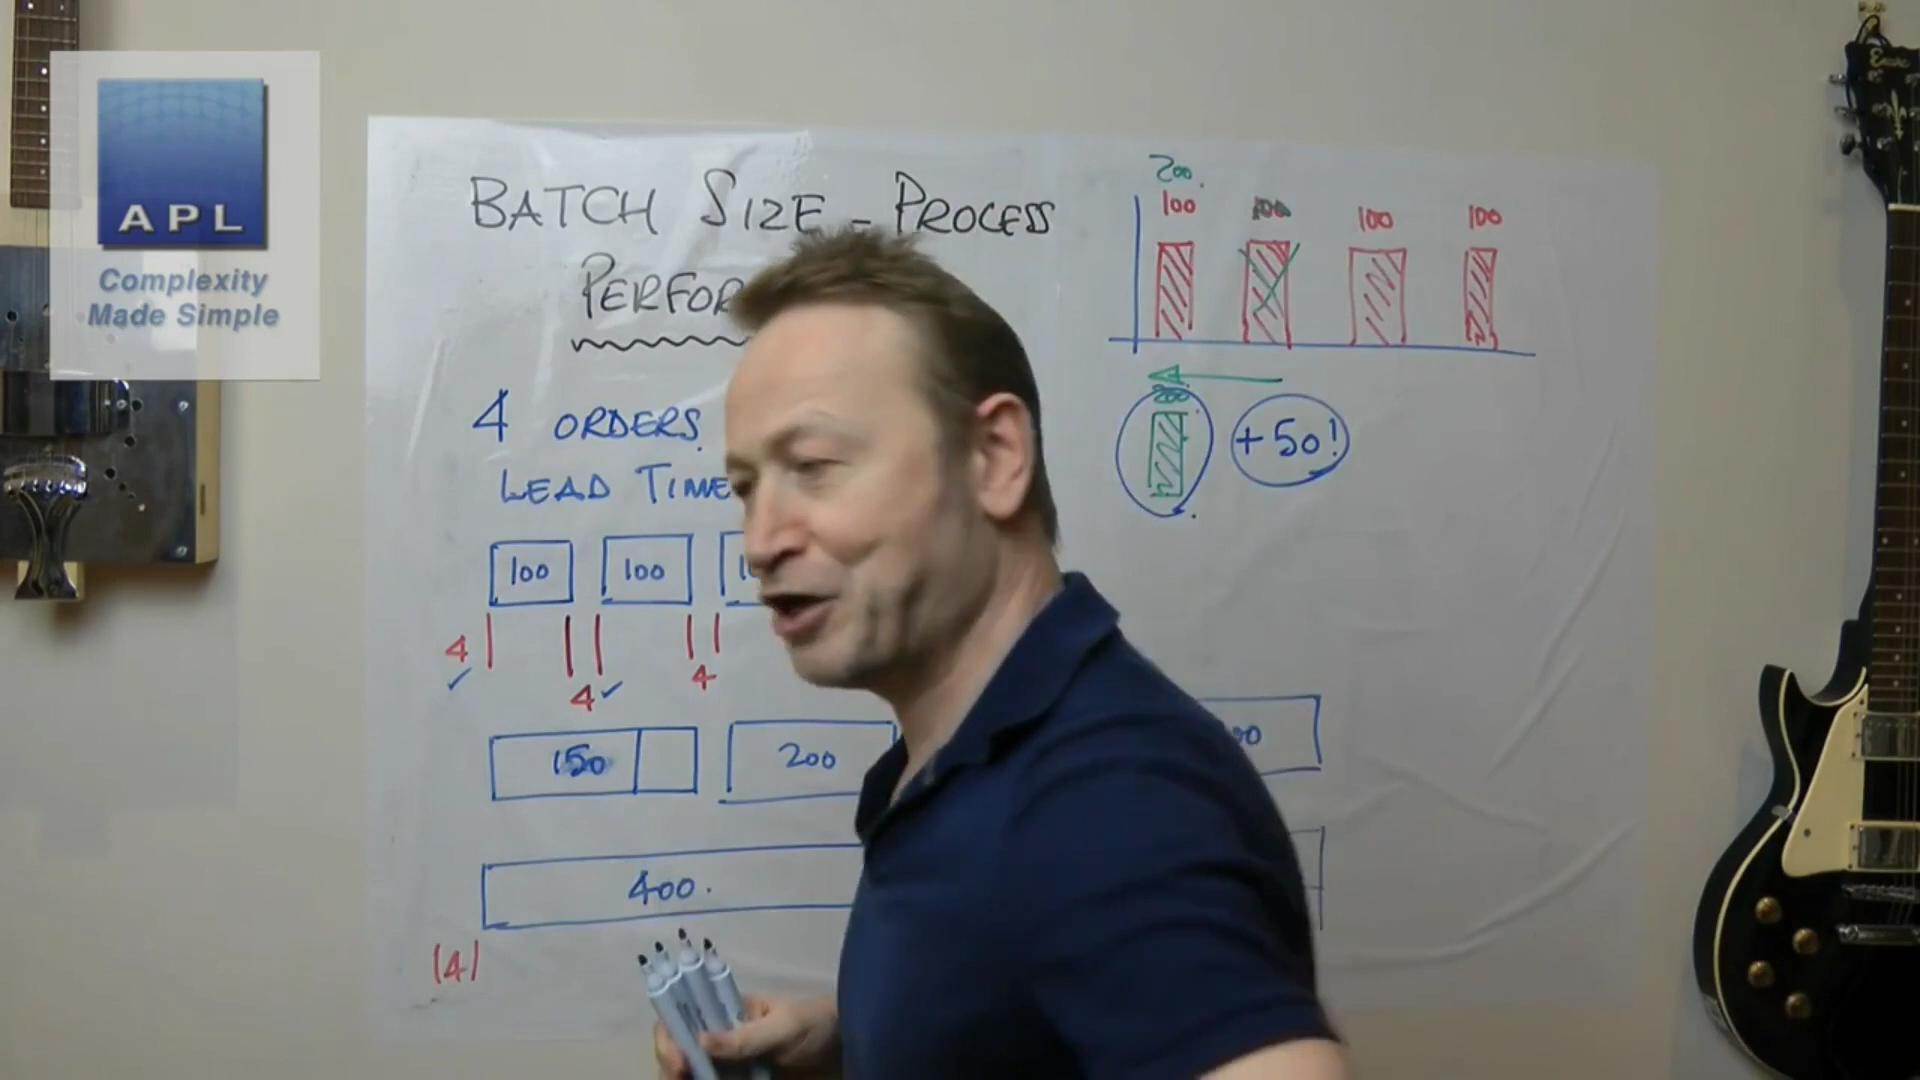 APL
Complexity
Made Simple
BATCH SIZE - PROCESS
PERFOR
4 ORDERS.
LEAD TIME
100 100
4 4 4
150 200
400.
4
200.
100 100 100 100
+50!